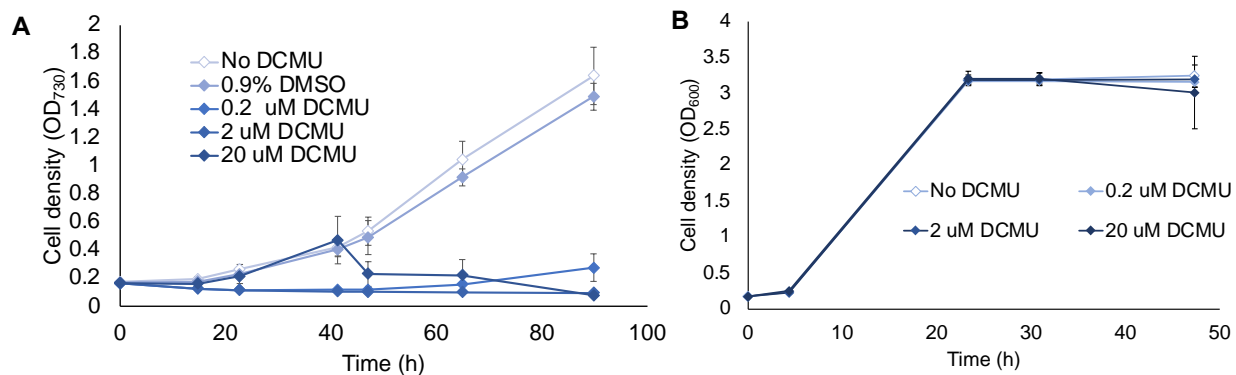 A
Cell density (OD730)
2
1.8
1.6
1.4
1.2
1
0.8
0.6
0.4
0.2
0
No DCMU
0.9% DMSO
0.2 uM DCMU
2 uM DCMU
20 uM DCMU
0 20 40 60 80 100
Time (h)
B
Cell density (OD600)
4
3.5
3
2.5
2
1.5
1
0.5
0
No DCMU 0.2 uM DCMU
2 uM DCMU 20 uM DCMU
0 10 20 30 40 50
Time (h)